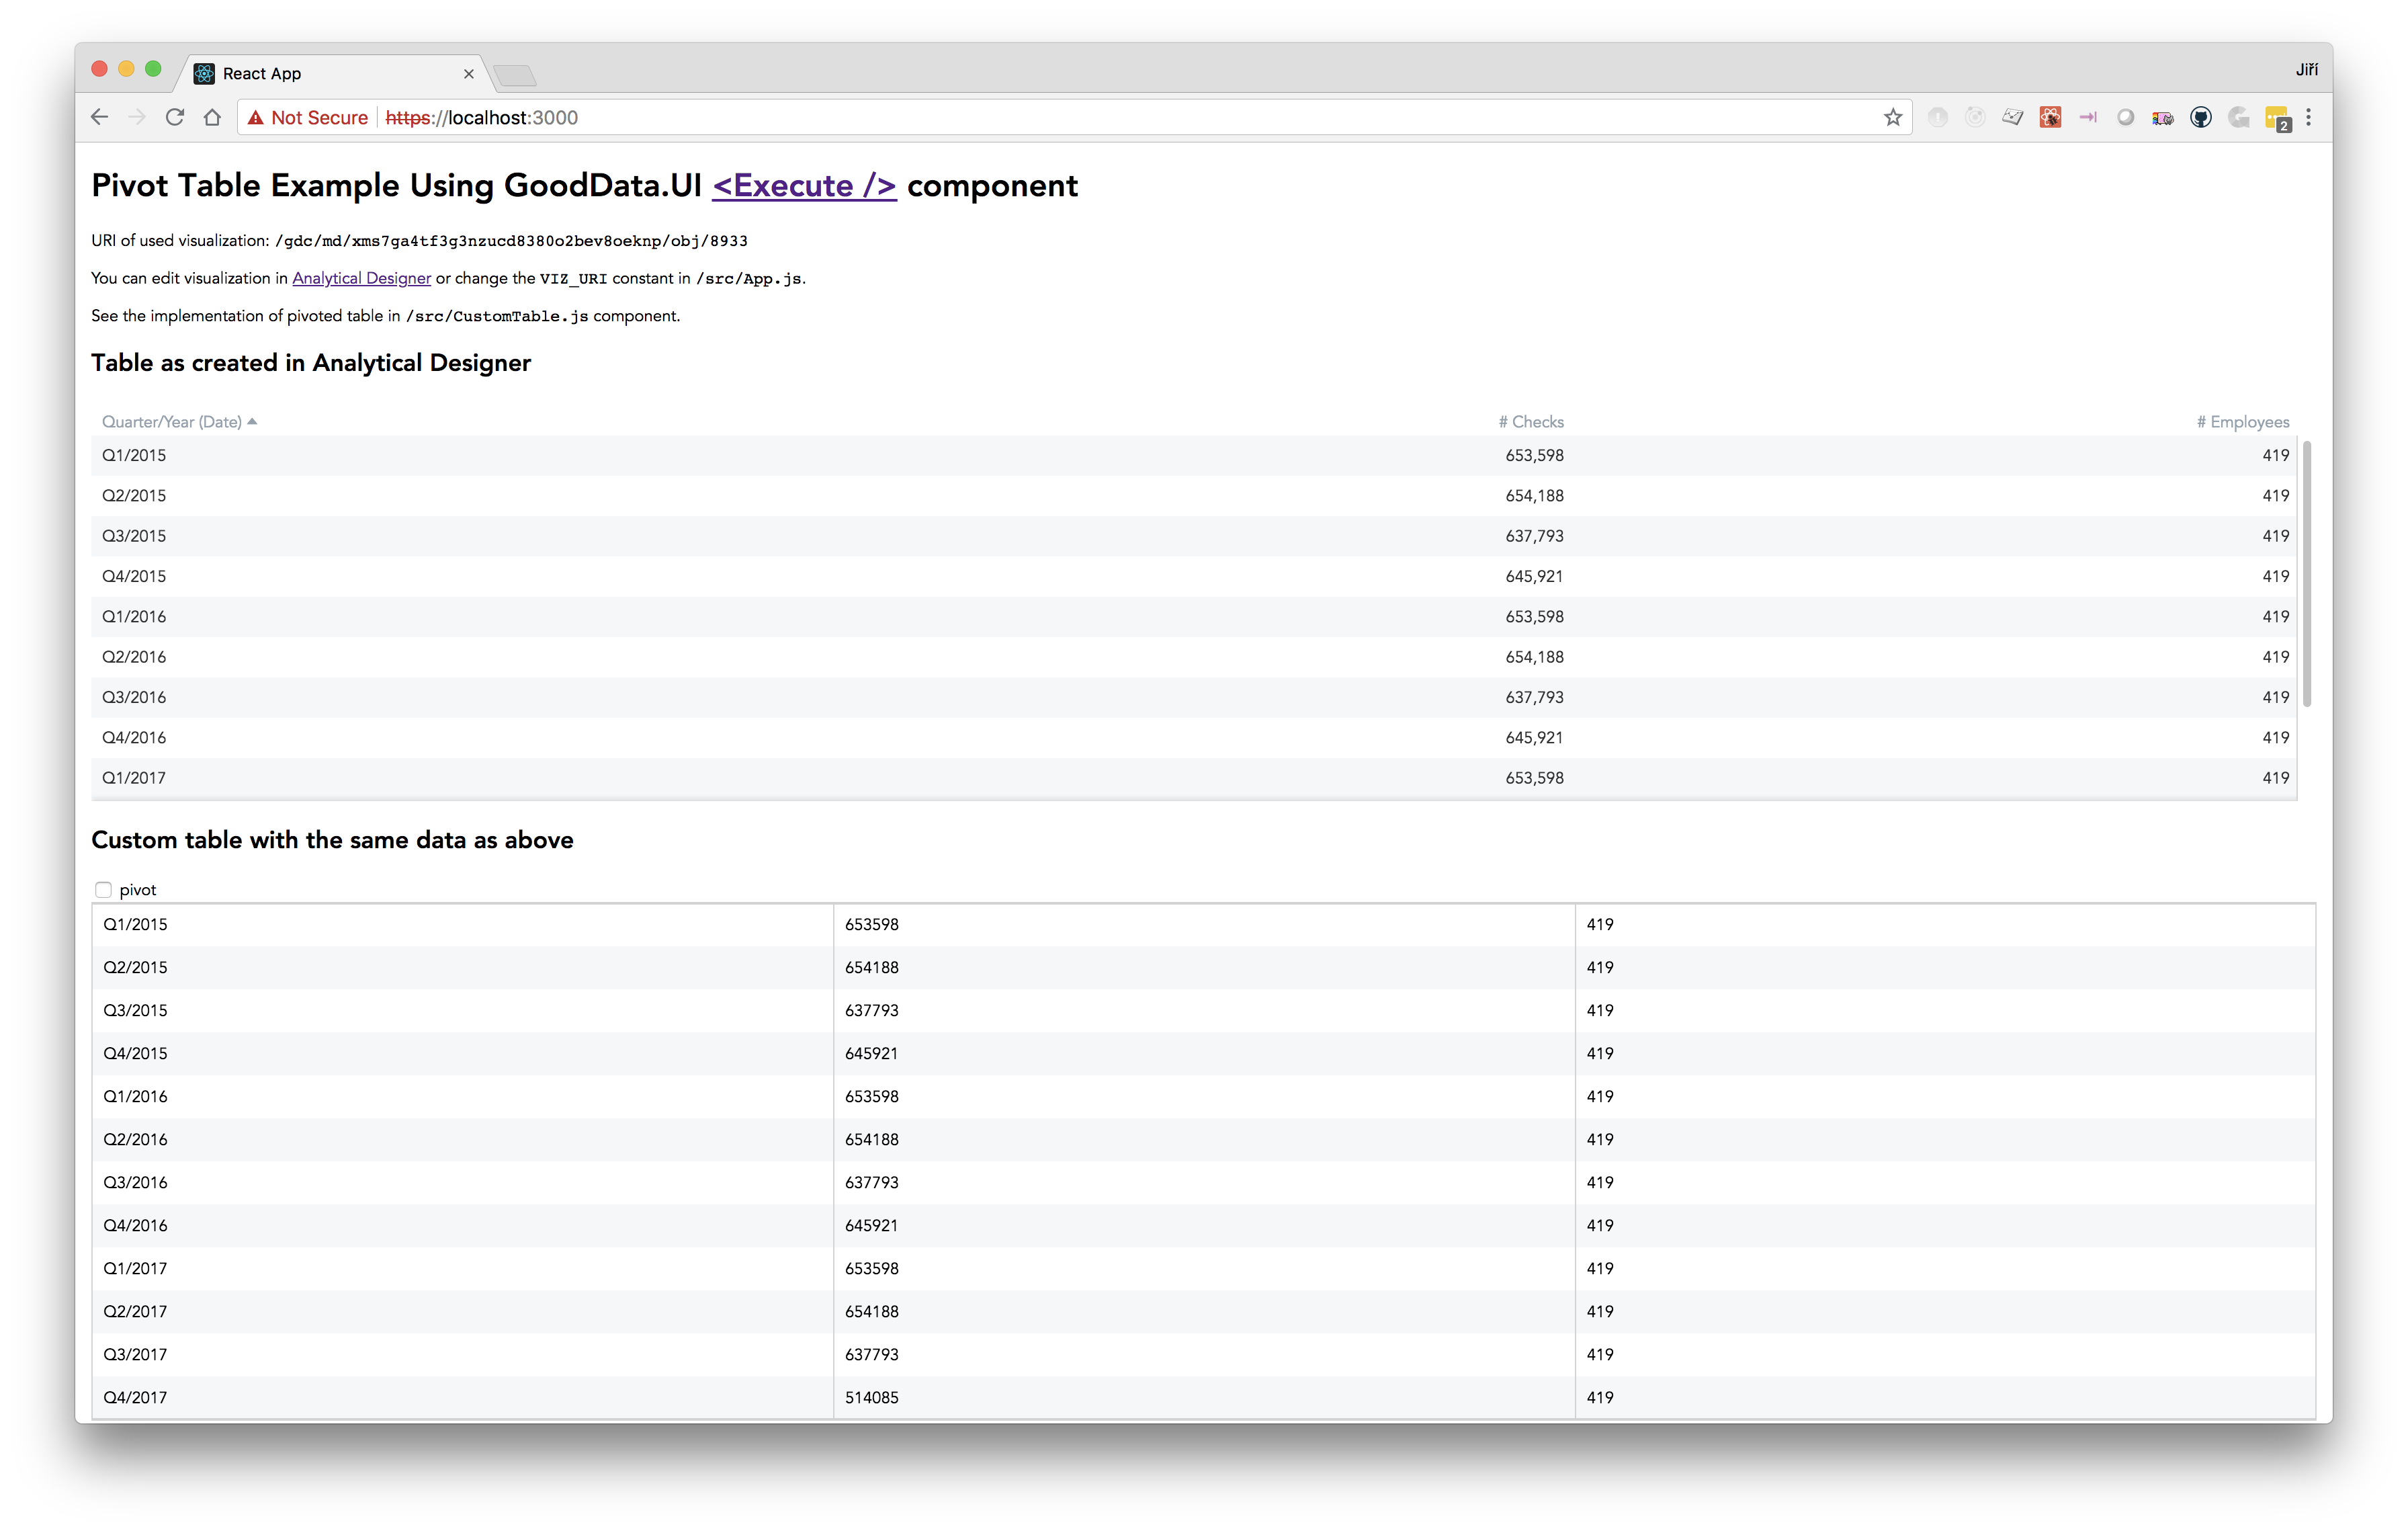 React App
Jiří
Not Secure https://localhost:3000
2
Pivot Table Example Using GoodData.UI <Execute /> component
URI of used visualization: /gdc/md/xms7ga4tf3g3nzucd8380o2bev8oeknp/obj/8933
You can edit visualization in Analytical Designer or change the VIZ_URI constant in /src/App.js.
See the implementation of pivoted table in /src/CustomTable.js component.
Table as created in Analytical Designer
Quarter/Year (Date) # Checks # Employees
Q1/2015 653,598 419
Q2/2015 654,188 419
Q3/2015 637,793 419
Q4/2015 645,921 419
Q1/2016 653,598 419
Q2/2016 654,188 419
Q3/2016 637,793 419
Q4/2016 645,921 419
Q1/2017 653,598 419
Custom table with the same data as above
pivot
Q1/2015 653598 419
Q2/2015 654188 419
Q3/2015 637793 419
Q4/2015 645921 419
Q1/2016 653598 419
Q2/2016 654188 419
Q3/2016 637793 419
Q4/2016 645921 419
Q1/2017 653598 419
Q2/2017 654188 419
Q3/2017 637793 419
Q4/2017 514085 419